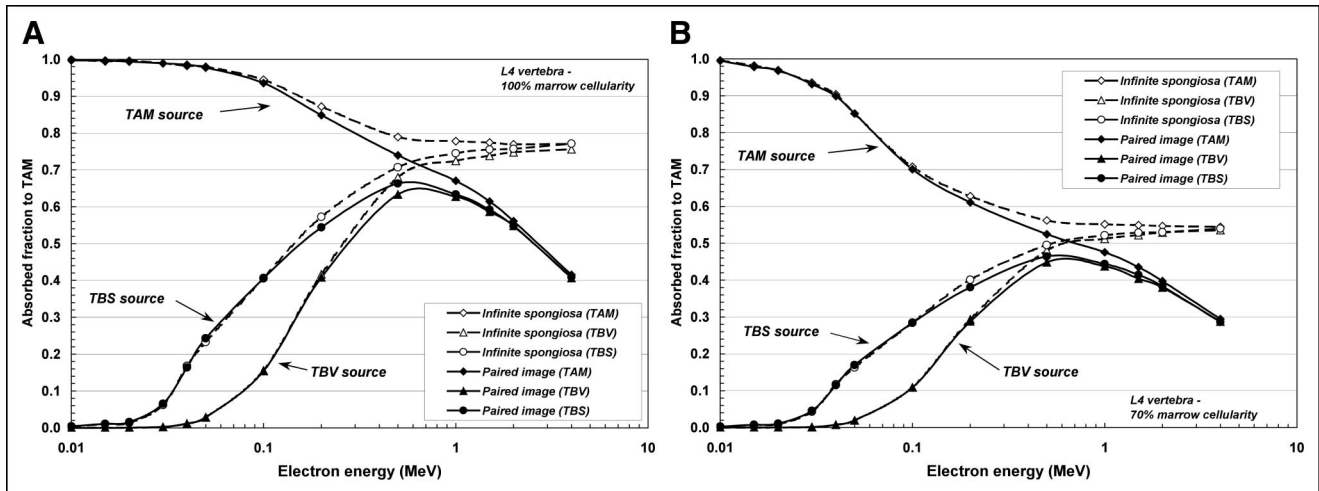 A
1.0
0.9
0.8
0.7
0.6
0.5
0.4
0.3
0.2
0.1
0.0
Absorbed fraction to TAM
0.01
0.1
1
10
Electron energy (MeV)
L4 vertebra -
100% marrow cellularity
TAM source
TBS source
TBV source
Infinite spongiosa (TAM)
Infinite spongiosa (TBV)
Infinite spongiosa (TBS)
Paired image (TAM)
Paired image (TBV)
Paired image (TBS)
B
1.0
0.9
0.8
0.7
0.6
0.5
0.4
0.3
0.2
0.1
0.0
Absorbed fraction to TAM
0.01
0.1
1
10
Electron energy (MeV)
Infinite spongiosa (TAM)
Infinite spongiosa (TBV)
Infinite spongiosa (TBS)
Paired image (TAM)
Paired image (TBV)
Paired image (TBS)
TAM source
TBS source
TBV source
L4 vertebra -
70% marrow cellularity